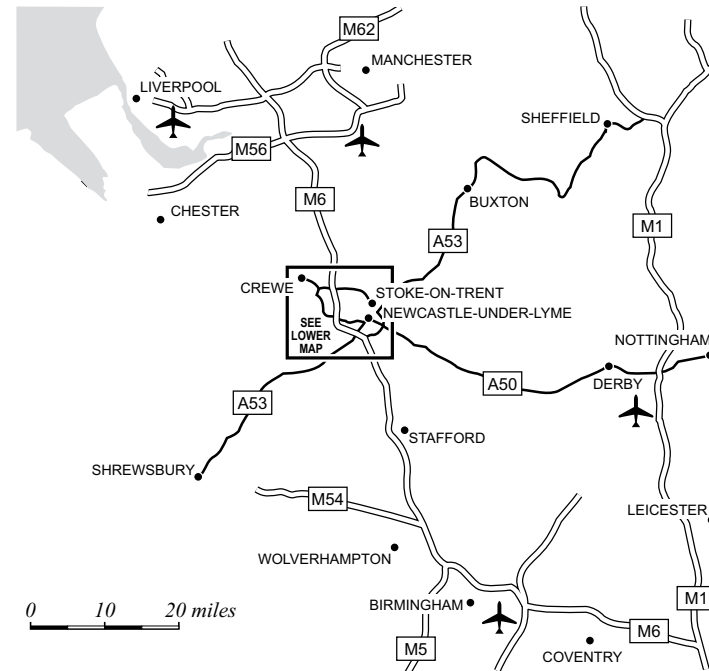 M62
MANCHESTER
LIVERPOOL
SHEFFIELD
M56
M6
BUXTON
CHESTER
M1
A53
CREWE
STOKE-ON-TRENT
NEWCASTLE-UNDER-LYME
SEE
LOWER
MAP
NOTTINGHAM
A50
DERBY
A53
STAFFORD
SHREWSBURY
M54
LEICESTER
WOLVERHAMPTON
0 10 20 miles
BIRMINGHAM
M1
M6
M5
COVENTRY